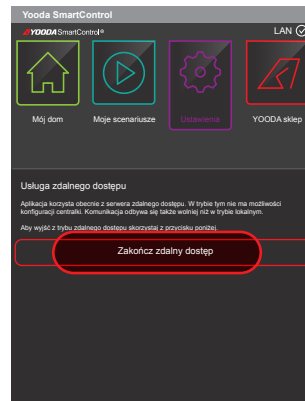 Yooda SmartControl
YOODA SmartControl®
LAN
Mój dom
Moje scenariusze
Ustawienia
YOODA sklep
Usługa zdalnego dostępu
Aplikacja korzysta obecnie z serwera zdalnego dostępu. W trybie tym nie ma możliwości
konfiguracji centralki. Komunikacja odbywa się także wolniej niż w trybie lokalnym.
Aby wyjść z trybu zdalnego dostępu skorzystaj z przycisku poniżej.
Zakończ zdalny dostęp